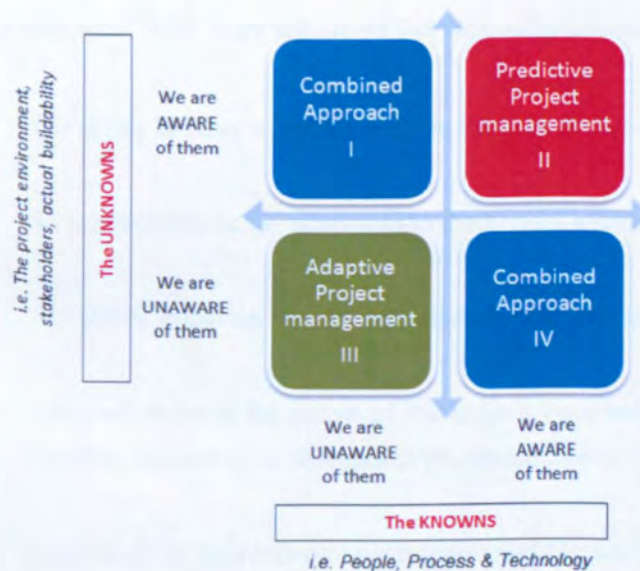 i.e. The project environment,
stakeholders, actual buildability
The UNKNOWNS
We are
AWARE
of them
Combined
Approach
I
Predictive
Project
management
II
We are
UNAWARE
of them
Adaptive
Project
management
III
Combined
Approach
IV
We are
UNAWARE
of them
We are
AWARE
of them
The KNOWNS
i.e. People, Process & Technology